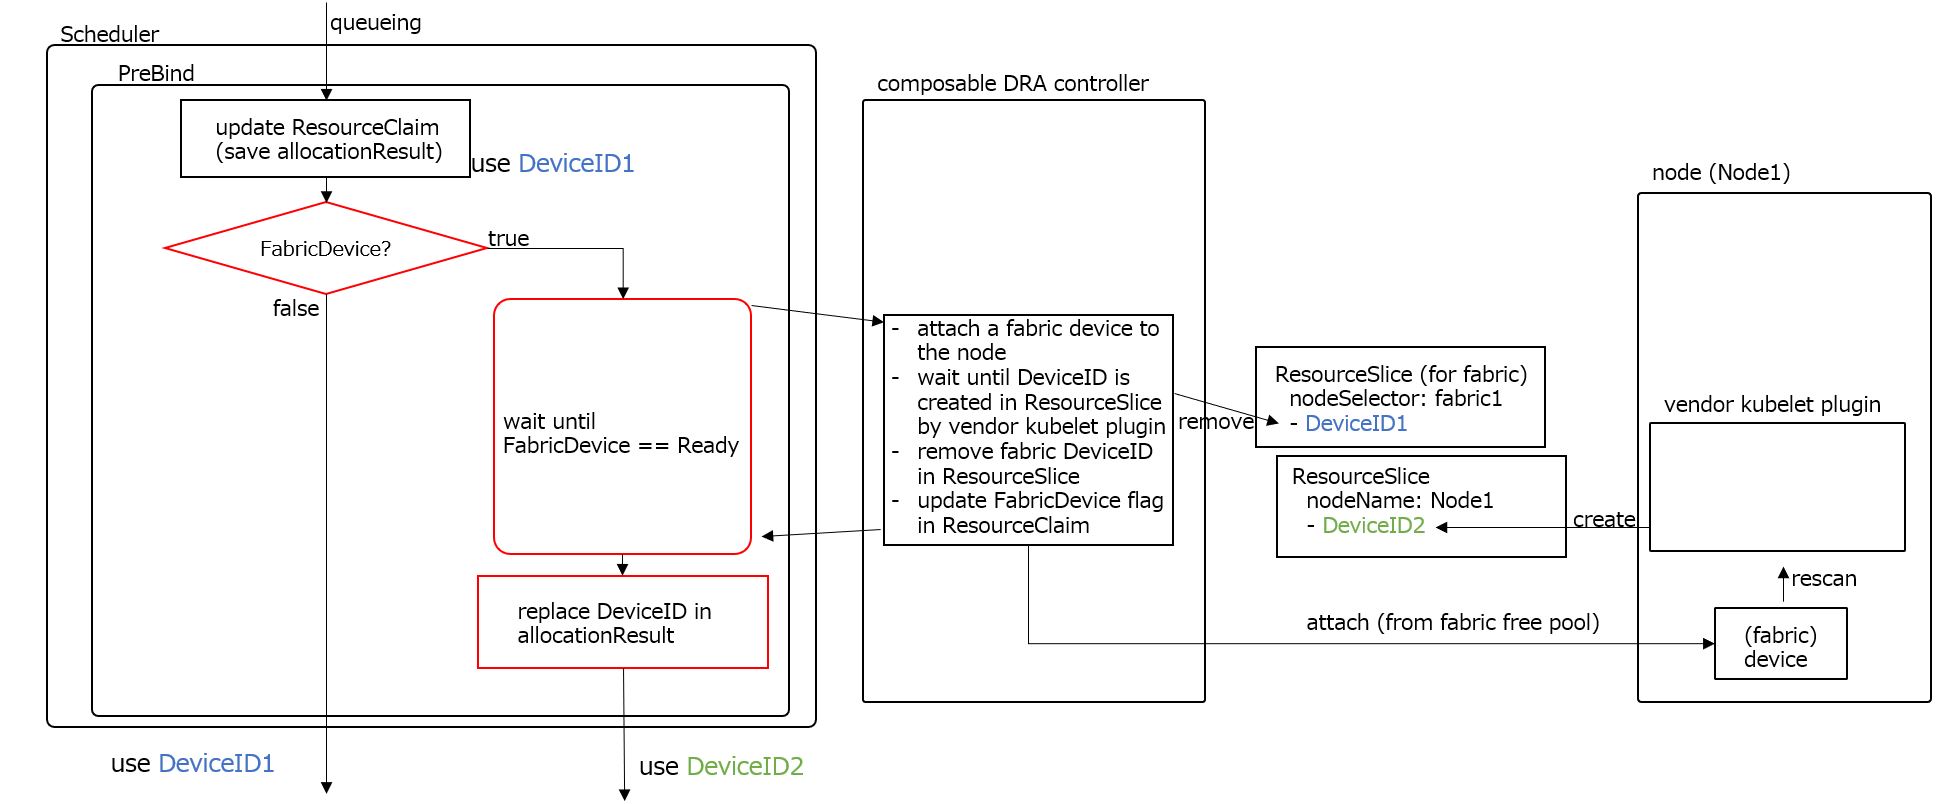 queueing
Scheduler
PreBind
update ResourceClaim
(save allocationResult)
use DeviceID1
FabricDevice?
true
false
wait until
FabricDevice == Ready
replace DeviceID in
allocationResult
use DeviceID1
use DeviceID2
composable DRA controller
- attach a fabric device to
the node
- wait until DeviceID is
created in ResourceSlice
by vendor kubelet plugin
- remove fabric DeviceID
in ResourceSlice
- update FabricDevice flag
in ResourceClaim
remove
ResourceSlice (for fabric)
nodeSelector: fabric1
- DeviceID1
ResourceSlice
nodeName: Node1
- DeviceID2
create
attach (from fabric free pool)
node (Node1)
vendor kubelet plugin
rescan
(fabric)
device